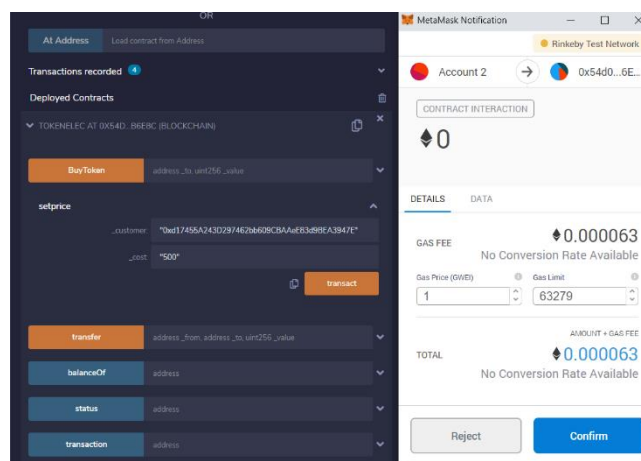 OR
At Address Load contract from Address
Transactions recorded 4
Deployed Contracts
TOKENELEC AT 0X54D...B6E8C (BLOCKCHAIN)
BuyToken address _to, uint256 _value
setprice
_customer: "0xd17455A243D297462bb609CBAAeEB3d9BEA3947E"
_cost: "500"
transact
transfer address _from, address _to, uint256 _value
balanceOf address
status address
transaction address
MetaMask Notification
Rinkeby Test Network
Account 2 0x54d0...6E...
CONTRACT INTERACTION
0
DETAILS DATA
GAS FEE 0.000063
No Conversion Rate Available
Gas Price (GWEI) Gas Limit
1 63279
AMOUNT + GAS FEE
TOTAL 0.000063
No Conversion Rate Available
Reject Confirm